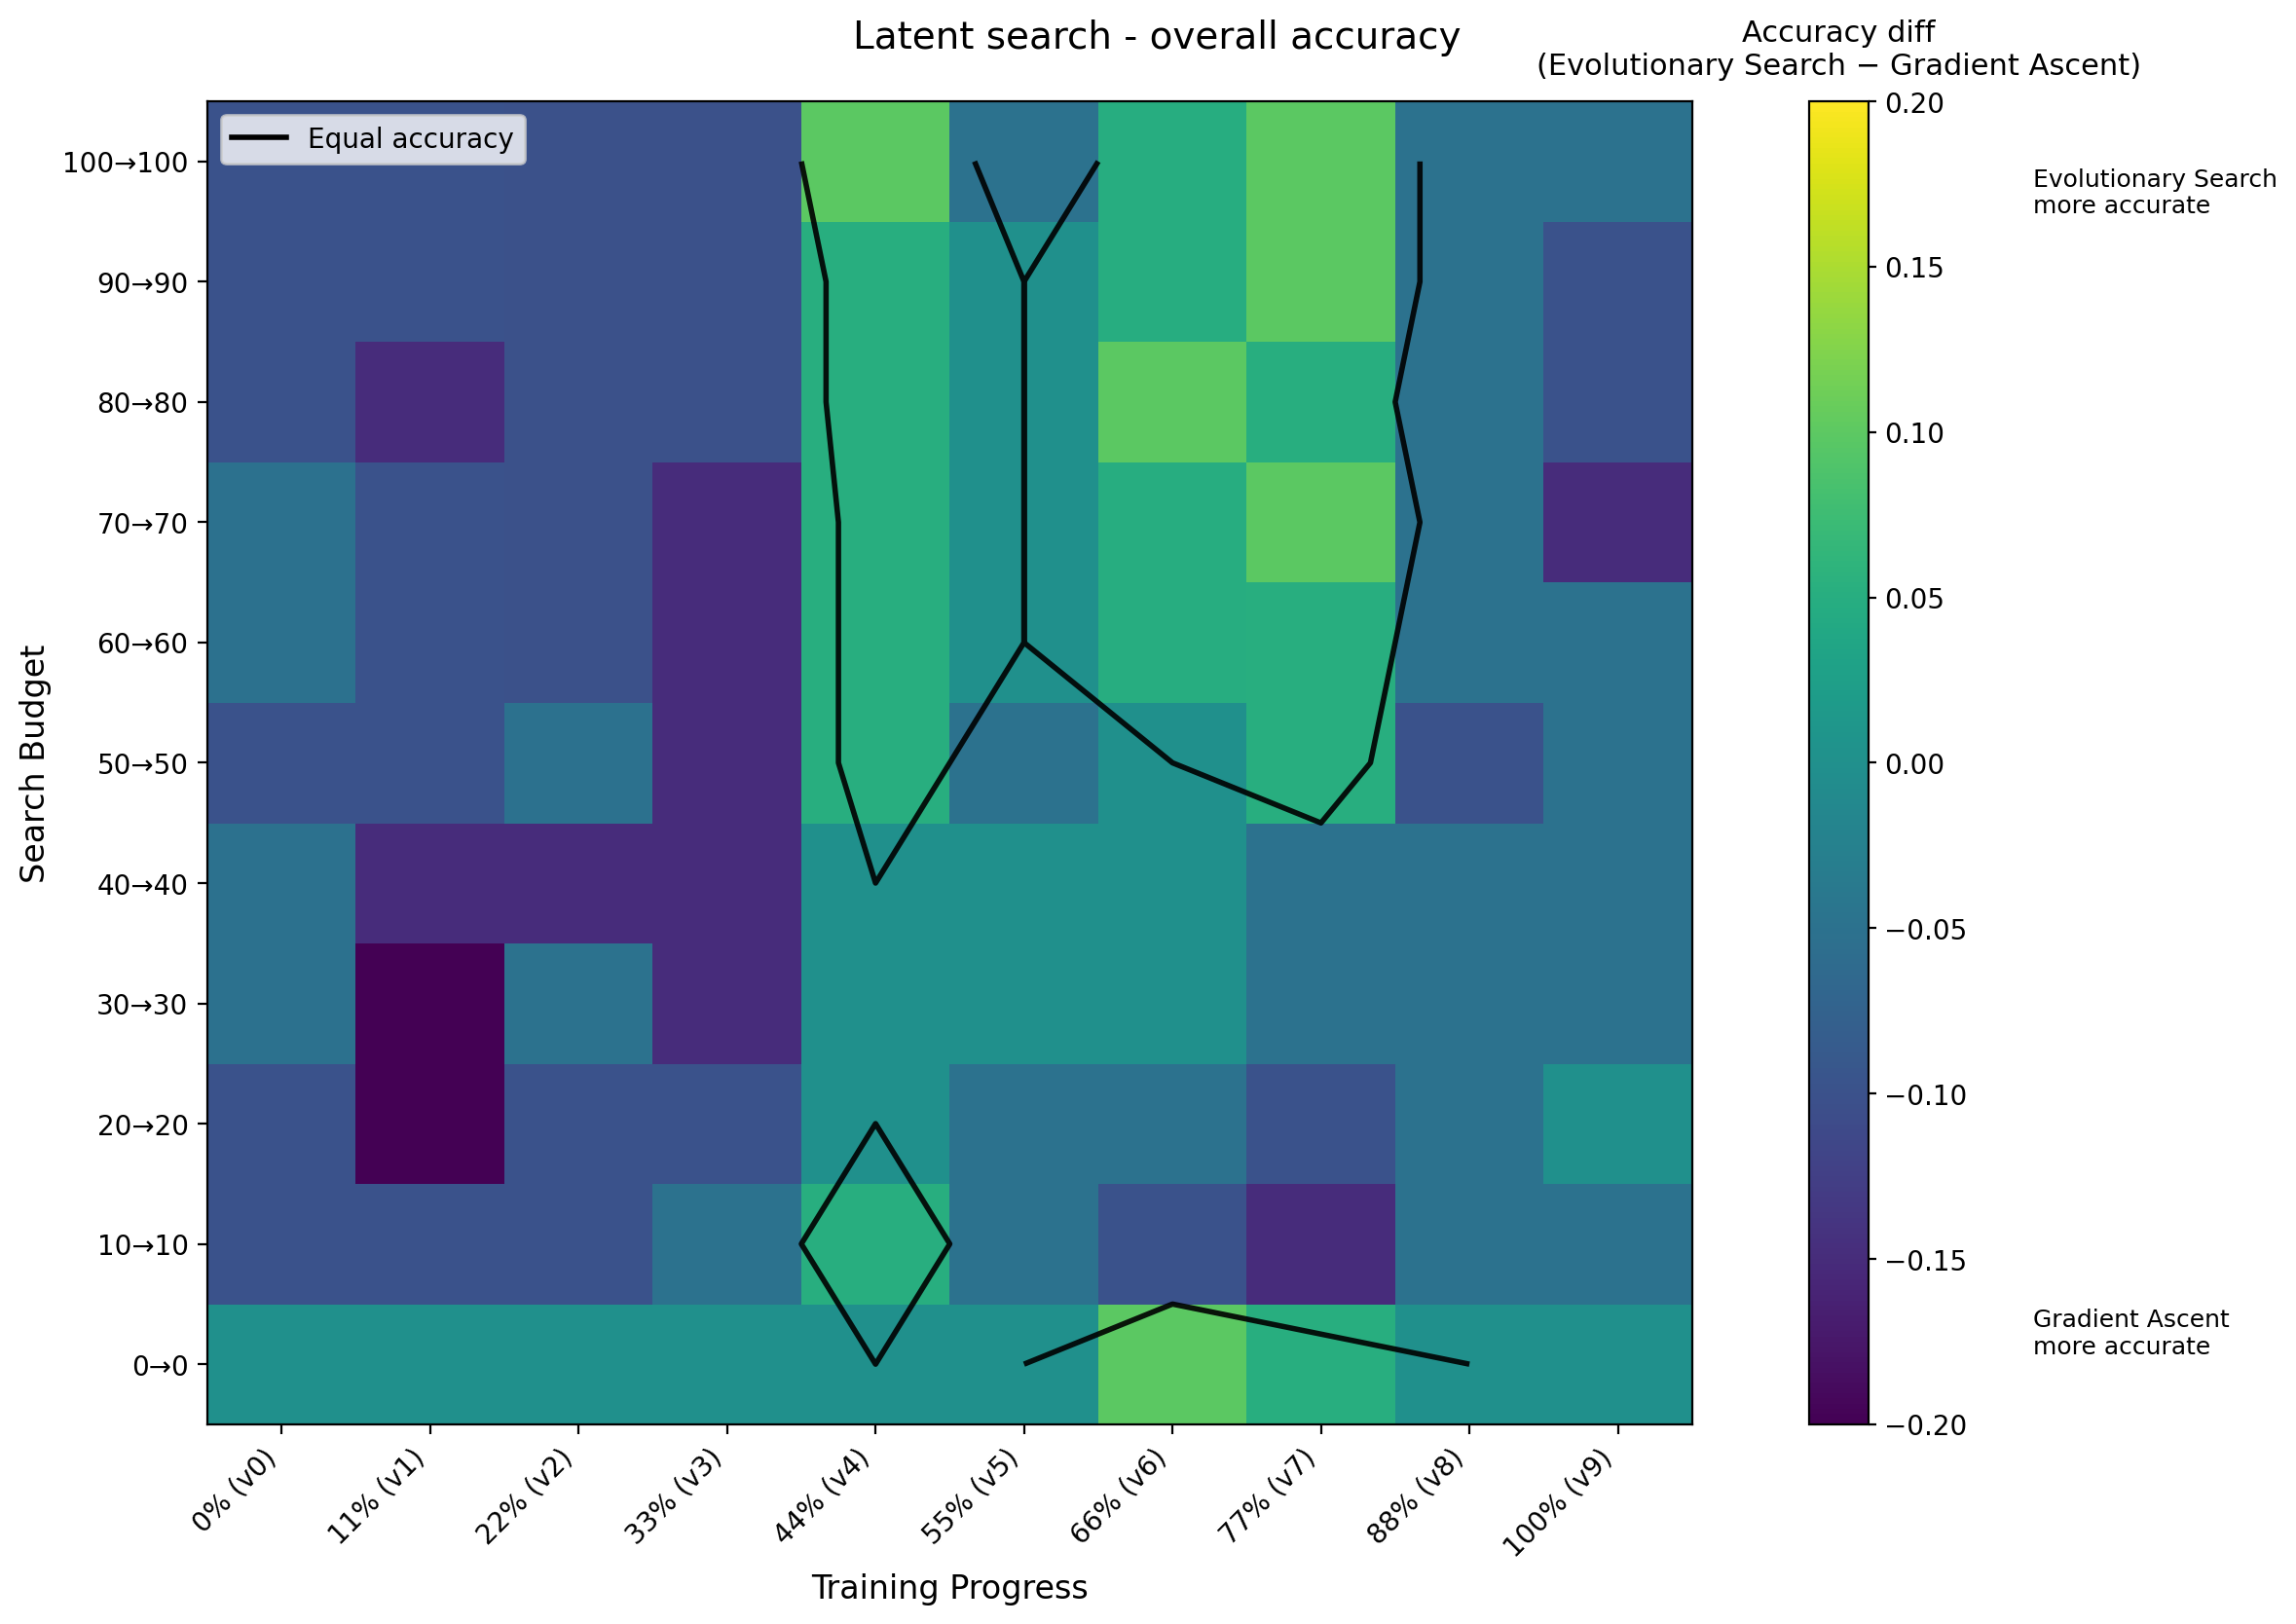 Latent search - overall accuracy
Accuracy diff
(Evolutionary Search − Gradient Ascent)
Equal accuracy
Search Budget
100→100
90→90
80→80
70→70
60→60
50→50
40→40
30→30
20→20
10→10
0→0
0% (v0)
11% (v1)
22% (v2)
33% (v3)
44% (v4)
55% (v5)
66% (v6)
77% (v7)
88% (v8)
100% (v9)
Training Progress
0.20
0.15
0.10
0.05
0.00
−0.05
−0.10
−0.15
−0.20
Evolutionary Search
more accurate
Gradient Ascent
more accurate